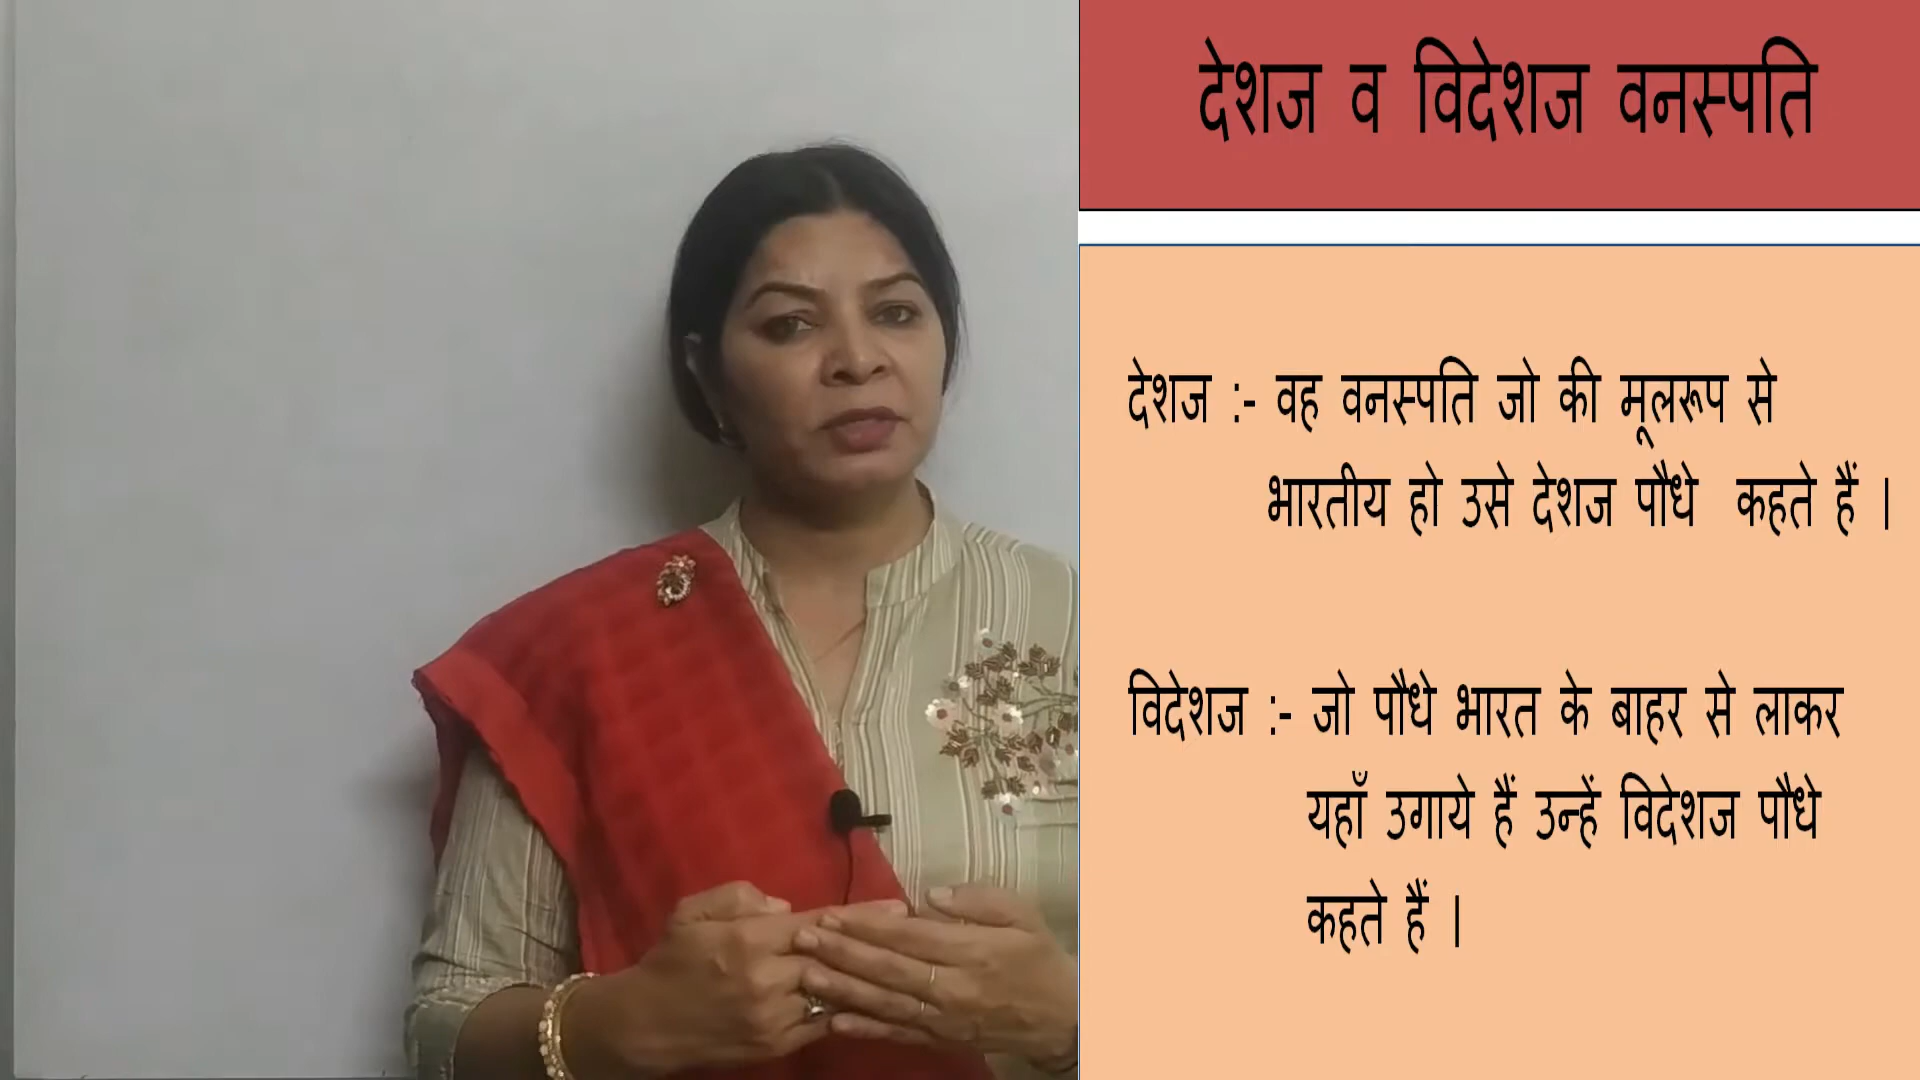 देशज व विदेशज वनस्पति
देशज :- वह वनस्पति जो की मूलरूप से
भारतीय हो उसे देशज पौधे कहते हैं ।
विदेशज :- जो पौधे भारत के बाहर से लाकर
यहाँ उगाये हैं उन्हें विदेशज पौधे
कहते हैं ।